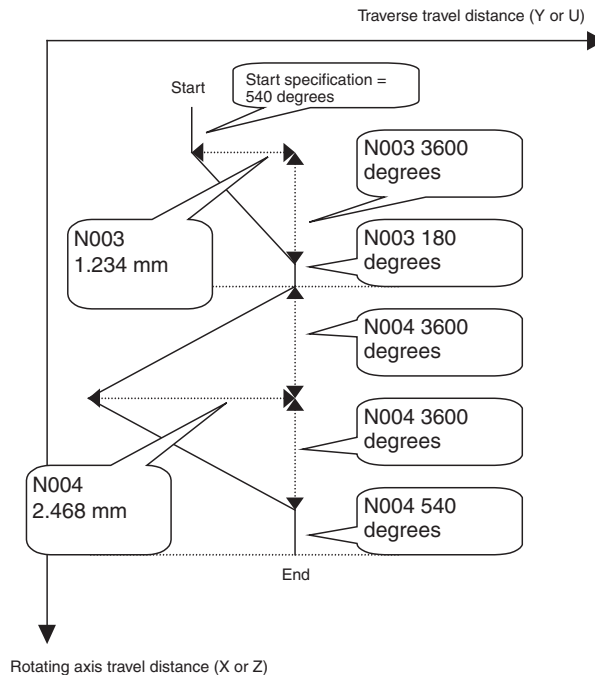 Traverse travel distance (Y or U)
Start
Start specification =
540 degrees
N003 3600
degrees
N003
1.234 mm
N003 180
degrees
N004 3600
degrees
N004 3600
degrees
N004
2.468 mm
N004 540
degrees
End
Rotating axis travel distance (X or Z)